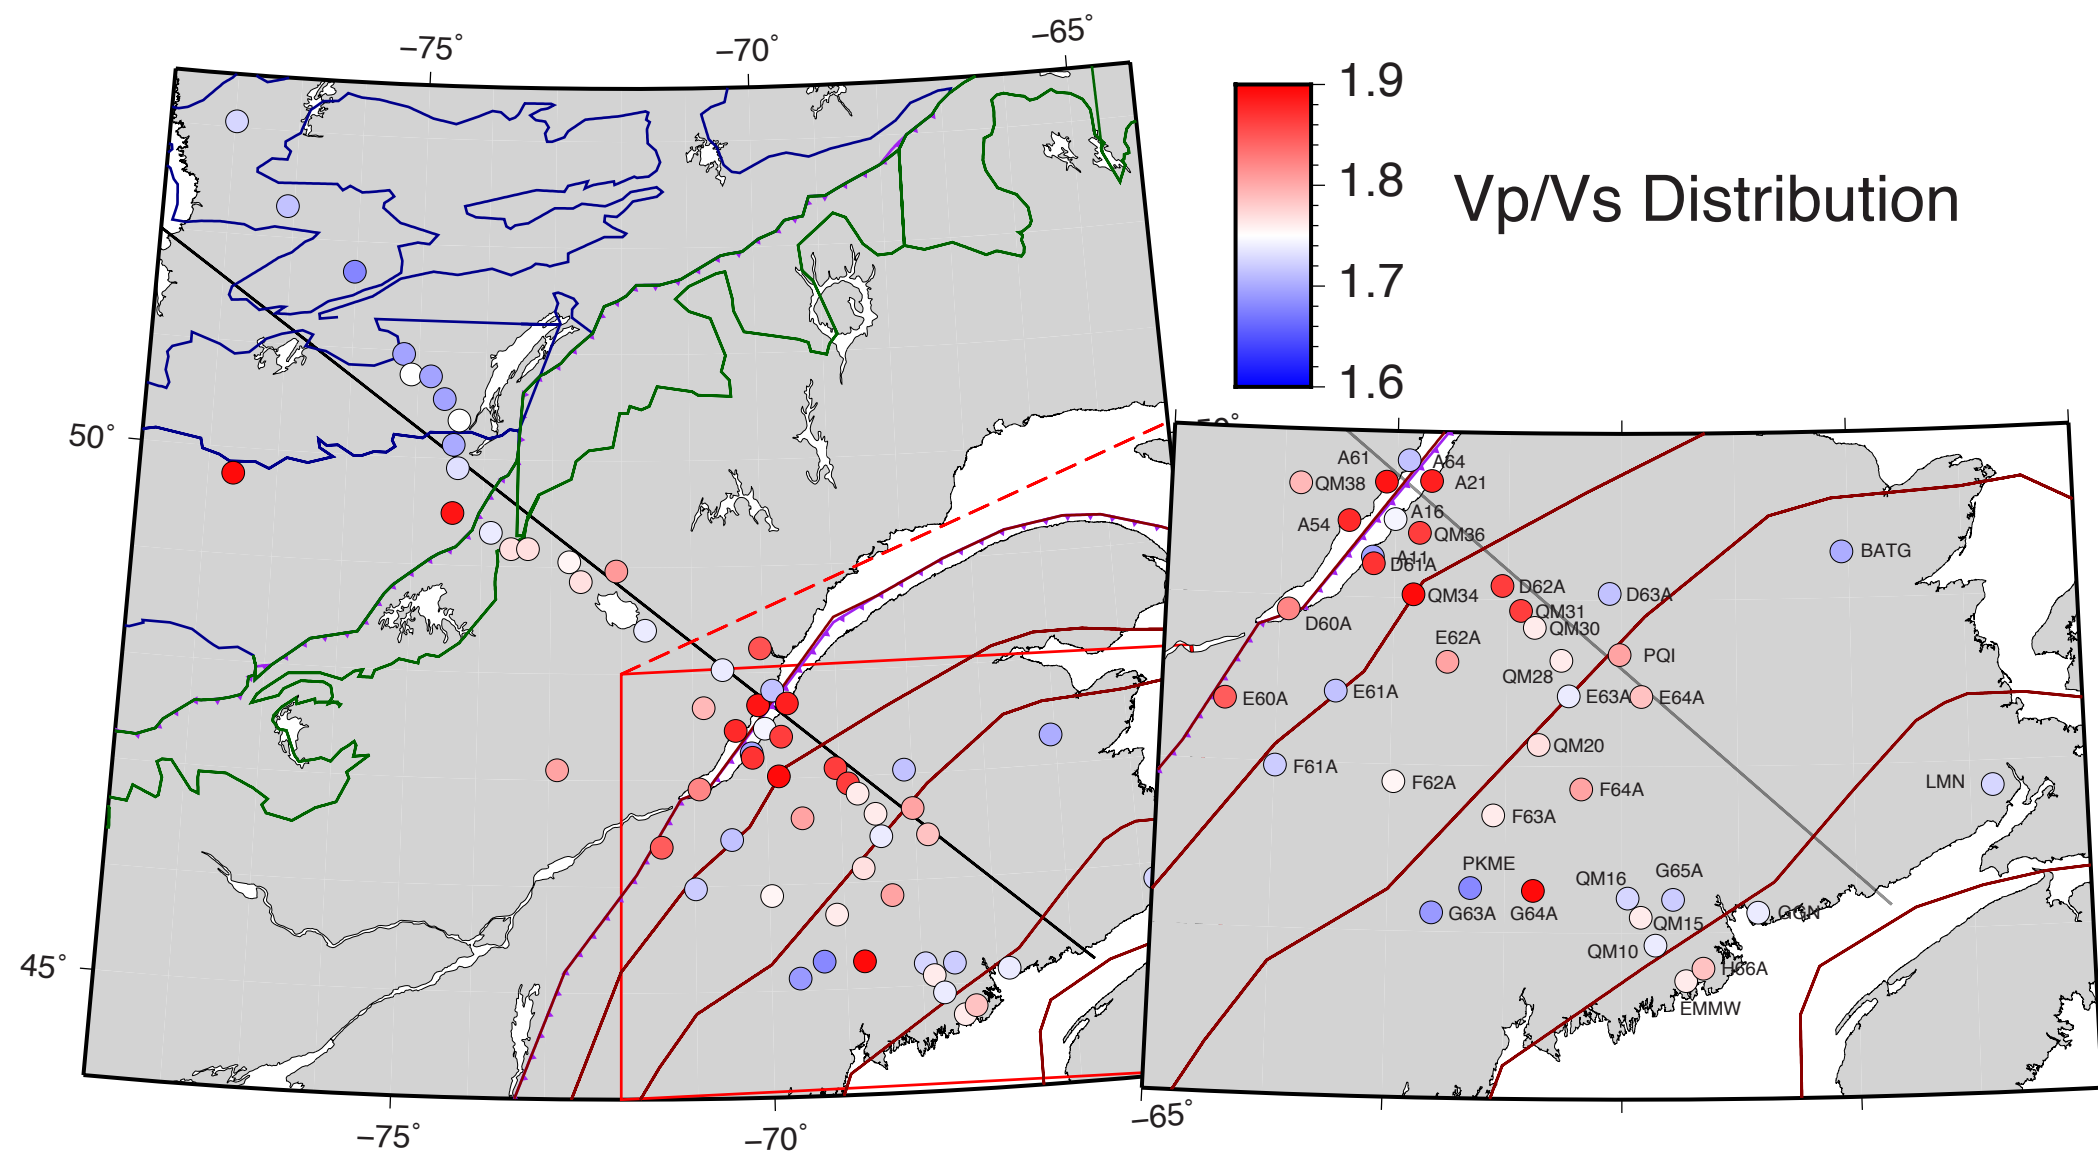 −75°
−70°
−65°
1.9
1.8
1.7
1.6
Vp/Vs Distribution
50°
45°
−75°
−70°
−65°
A61
A64
QM38
A21
A54
A16
QM36
A11
D61A
BATG
QM34
D62A
D63A
QM31
D60A
QM30
E62A
PQI
QM28
E60A
E61A
E63A
E64A
QM20
F61A
F62A
F64A
LMN
F63A
PKME
G65A
QM16
G63A
G64A
GGN
QM15
QM10
H66A
EMMW